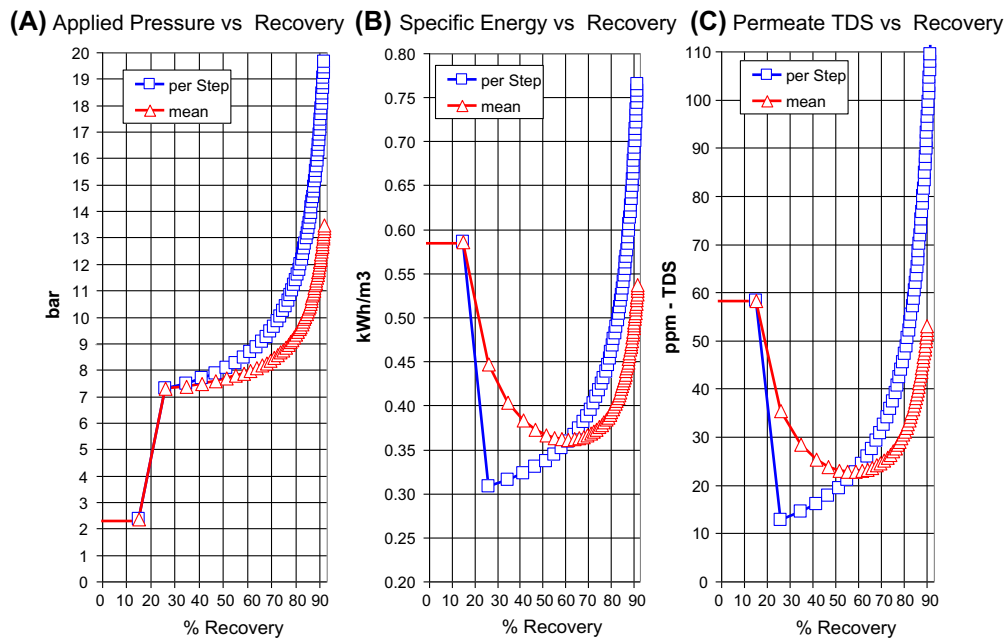 (A) Applied Pressure vs Recovery
20
19
18
17
16
15
14
13
12
11
10
9
8
7
6
5
4
3
2
1
0
bar
per Step
mean
0 10 20 30 40 50 60 70 80 90
% Recovery
(B) Specific Energy vs Recovery
0.80
0.75
0.70
0.65
0.60
0.55
0.50
0.45
0.40
0.35
0.30
0.25
0.20
kWh/m3
per Step
mean
0 10 20 30 40 50 60 70 80 90
% Recovery
(C) Permeate TDS vs Recovery
110
100
90
80
70
60
50
40
30
20
10
0
ppm - TDS
per Step
mean
0 10 20 30 40 50 60 70 80 90
% Recovery